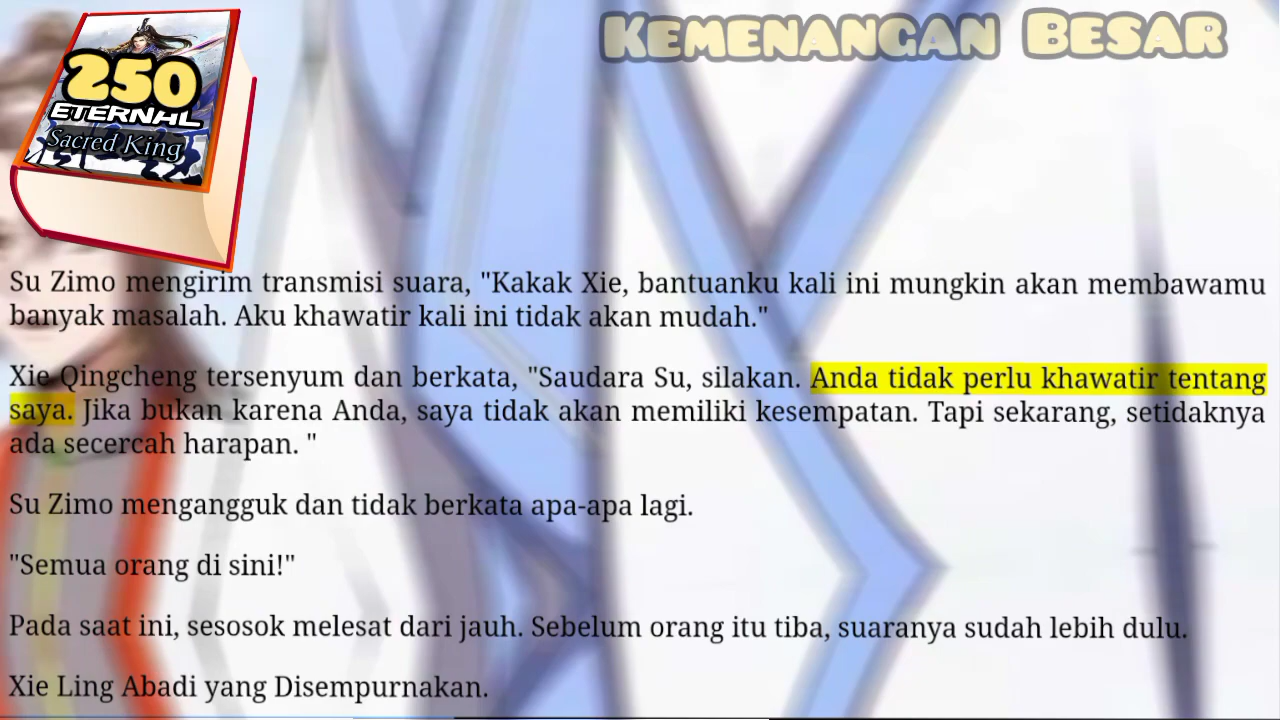 Kemenangan Besar
250
ETERNAL
Sacred King
Su Zimo mengirim transmisi suara, "Kakak Xie, bantuanku kali ini mungkin akan membawamu
banyak masalah. Aku khawatir kali ini tidak akan mudah."
Xie Qingcheng tersenyum dan berkata, "Saudara Su, silakan. Anda tidak perlu khawatir tentang
saya. Jika bukan karena Anda, saya tidak akan memiliki kesempatan. Tapi sekarang, setidaknya
ada secercah harapan. "
Su Zimo mengangguk dan tidak berkata apa-apa lagi.
"Semua orang di sini!"
Pada saat ini, sesosok melesat dari jauh. Sebelum orang itu tiba, suaranya sudah lebih dulu.
Xie Ling Abadi yang Disempurnakan.